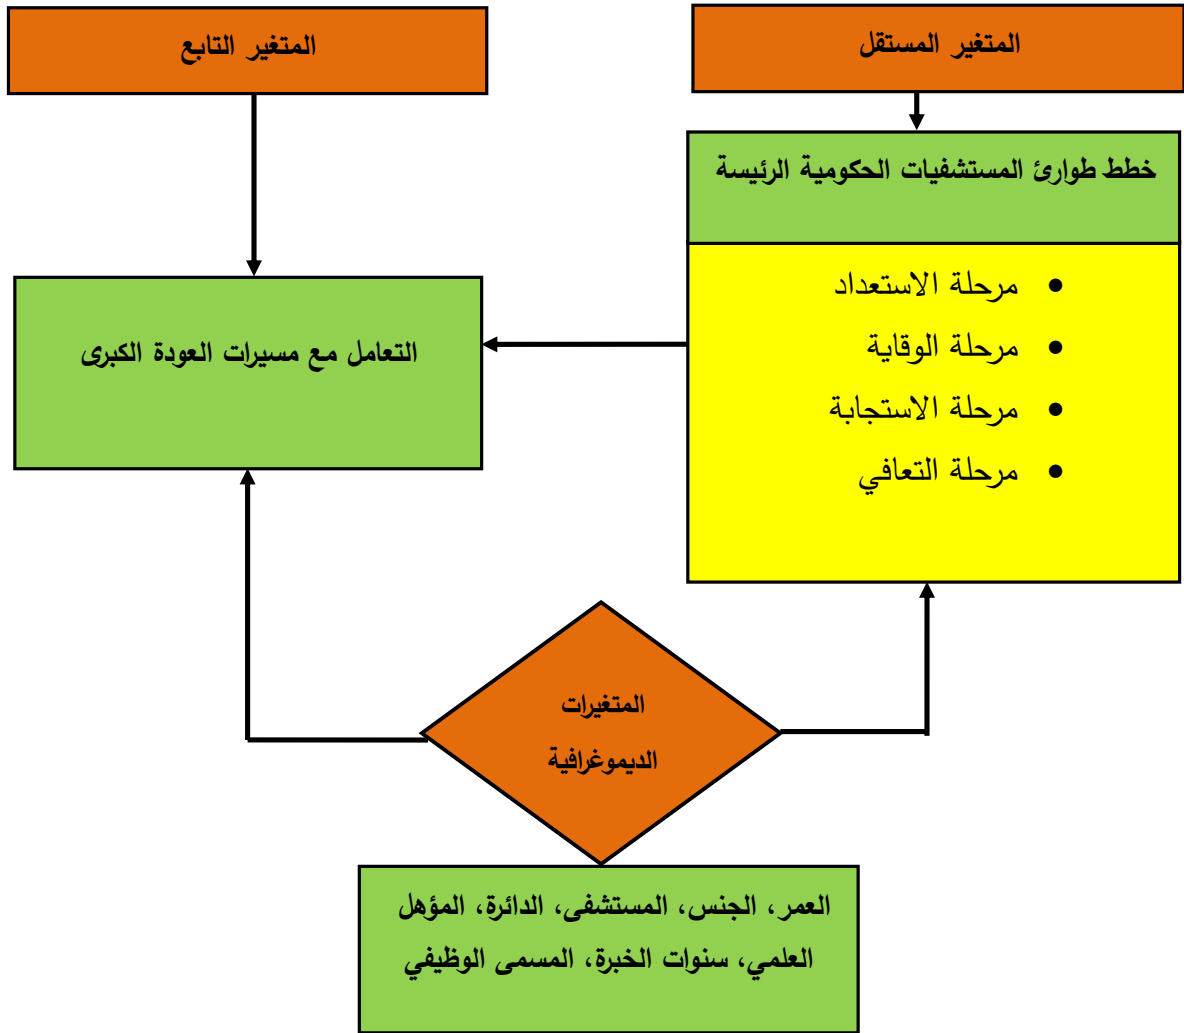 المتغير المستقل
المتغير التابع
خطط طوارئ المستشفيات الحكومية الرئيسة
• مرحلة الاستعداد
• مرحلة الوقاية
• مرحلة الاستجابة
• مرحلة التعافي
التعامل مع مسيرات العودة الكبرى
المتغيرات
الديموغرافية
العمر، الجنس، المستشفى، الدائرة، المؤهل
العلمي، سنوات الخبرة، المسمى الوظيفي